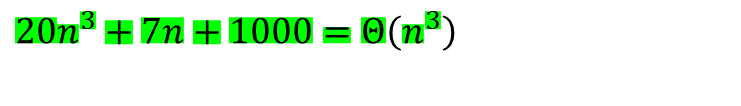 20n³ + 7n + 1000 = Θ(n³)